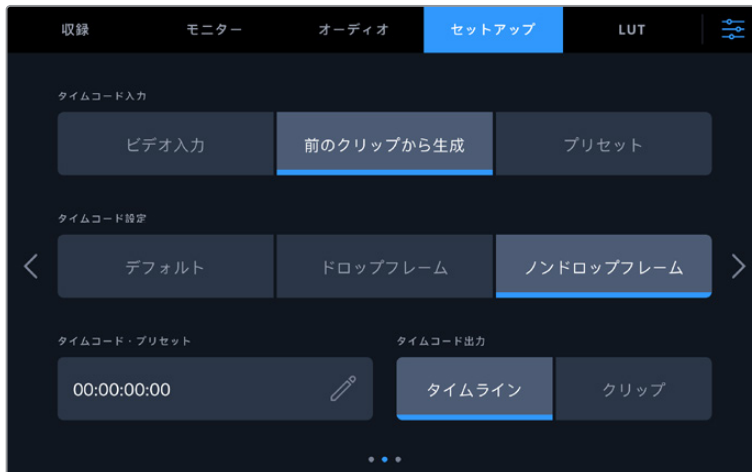 収録 モニター オーディオ セットアップ LUT
タイムコード入力
ビデオ入力 前のクリップから生成 プリセット
タイムコード設定
デフォルト ドロップフレーム ノンドロップフレーム
タイムコード・プリセット タイムコード出力
00:00:00:00 タイムライン クリップ